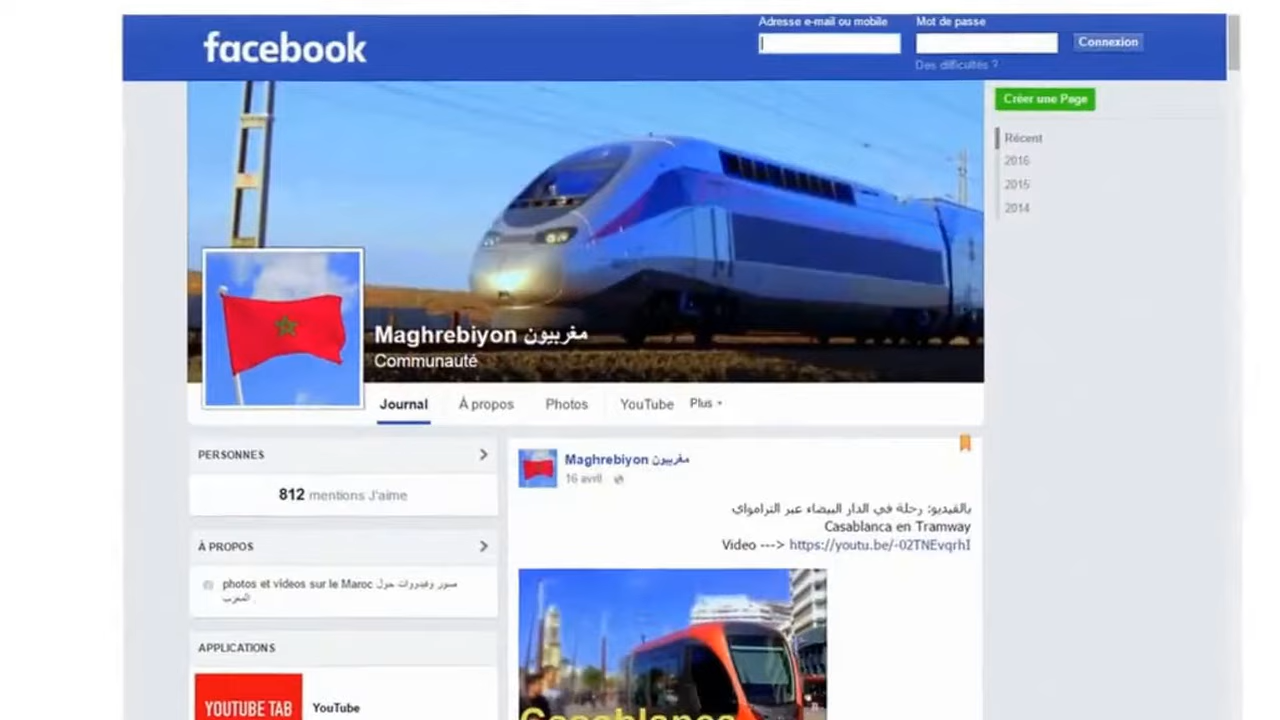 facebook
Adresse e-mail ou mobile
Mot de passe
Connexion
Des difficultés ?
Créer une Page
Récent
2016
2015
2014
Maghrebiyon مغربيون
Communauté
Journal
À propos
Photos
YouTube
Plus
PERSONNES
812 mentions J'aime
À PROPOS
photos et videos sur le Maroc صور وفيديوات حول
المغرب
APPLICATIONS
YOUTUBE TAB
YouTube
Maghrebiyon مغربيون
16 avril
بالفيديو: رحلة في الدار البيضاء عبر الترامواي
Casablanca en Tramway
Video ---> https://youtu.be/-02TNEvqrhI
Casablanca